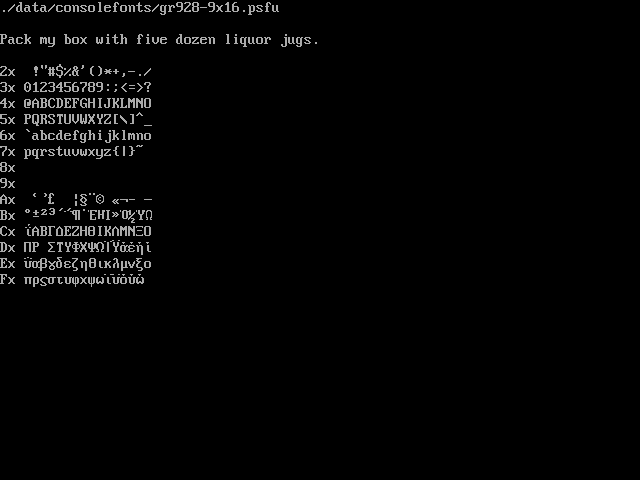 ./data/consolefonts/gr928-9x16.psfu
Pack my box with five dozen liquor jugs.
2x  !"#$%&'()*+,-./
3x 0123456789:;<=>?
4x @ABCDEFGHIJKLMNO
5x PQRSTUVWXYZ[\]^_
6x `abcdefghijklmno
7x pqrstuvwxyz{|}~
8x
9x
Ax  ‛’£  ¦§¨© «¬- ―
Bx °±²³΄΅¶·ΈΉΊ»Ό½ΎΏ
Cx ΐΑΒΓΔΕΖΗΘΙΚΛΜΝΞΟ
Dx ΠΡ ΣΤΥΦΧΨΩΪΫάέήί
Ex ΰαβγδεζηθικλμνξο
Fx πρςστυφχψωϊϋόύώ